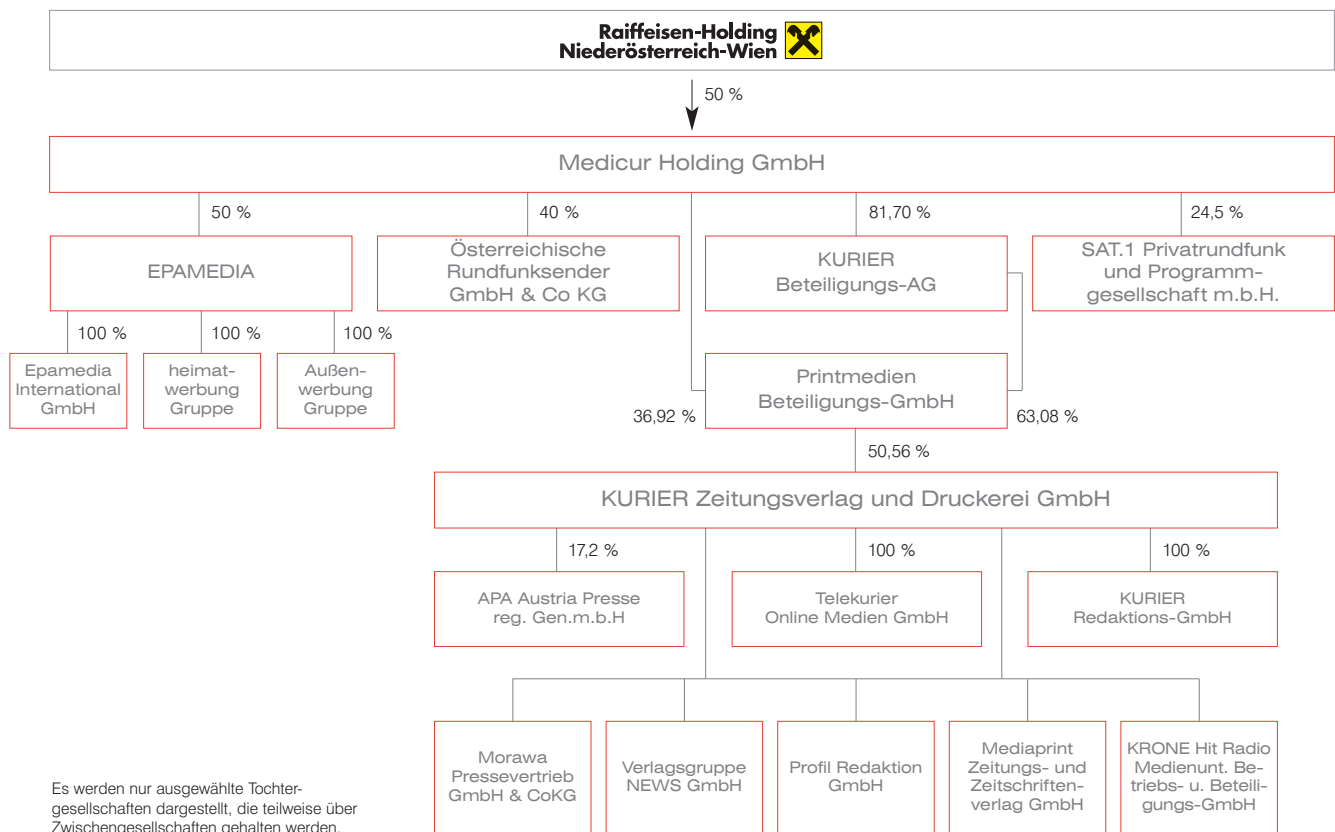 Raiffeisen-Holding
Niederösterreich-Wien
50 %
Medicur Holding GmbH
50 %
40 %
81,70 %
24,5 %
EPAMEDIA
Österreichische
Rundfunksender
GmbH & Co KG
KURIER
Beteiligungs-AG
SAT.1 Privatrundfunk
und Programm-
gesellschaft m.b.H.
100 %
100 %
100 %
Epamedia
International
GmbH
heimat-
werbung
Gruppe
Außen-
werbung
Gruppe
Printmedien
Beteiligungs-GmbH
36,92 %
63,08 %
50,56 %
KURIER Zeitungsverlag und Druckerei GmbH
17,2 %
100 %
100 %
APA Austria Presse
reg. Gen.m.b.H
Telekurier
Online Medien GmbH
KURIER
Redaktions-GmbH
Morawa
Pressevertrieb
GmbH & CoKG
Verlagsgruppe
NEWS GmbH
Profil Redaktion
GmbH
Mediaprint
Zeitungs- und
Zeitschriften-
verlag GmbH
KRONE Hit Radio
Medienunt. Be-
triebs- u. Beteili-
gungs-GmbH
Es werden nur ausgewählte Tochter-
gesellschaften dargestellt, die teilweise über
Zwischengesellschaften gehalten werden.